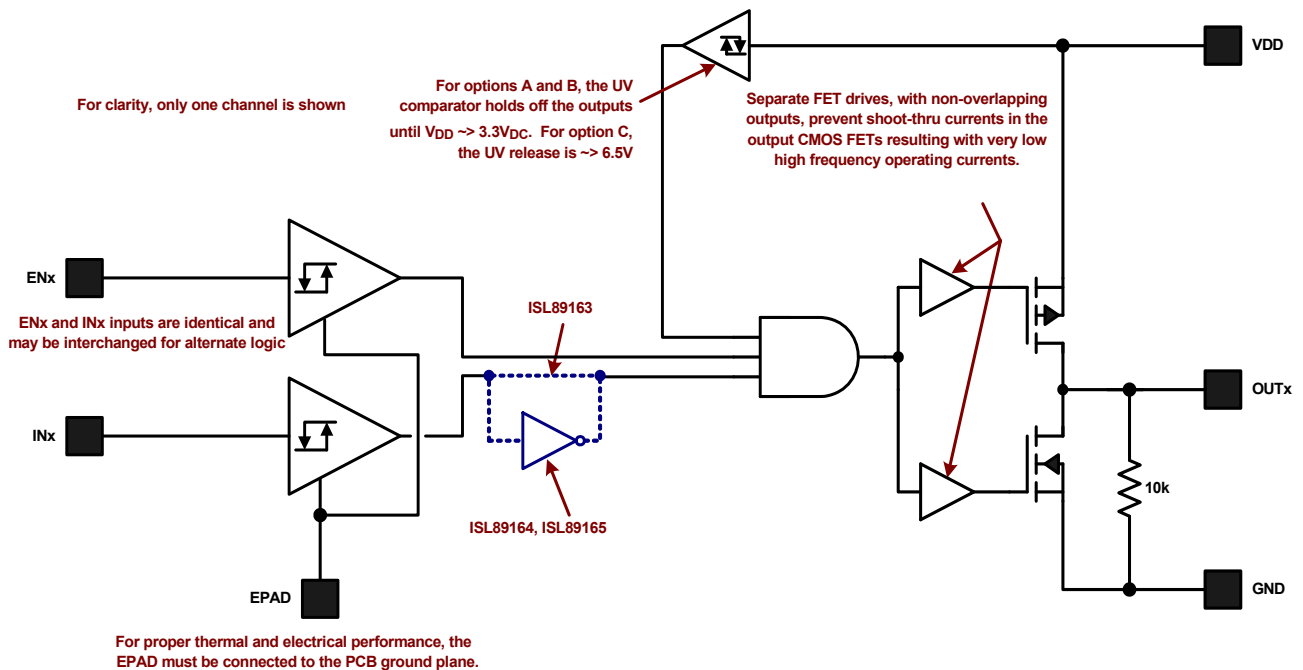 VDD
For options A and B, the UV
comparator holds off the outputs
until VDD ~> 3.3VDC. For option C,
the UV release is ~> 6.5V
For clarity, only one channel is shown
Separate FET drives, with non-overlapping
outputs, prevent shoot-thru currents in the
output CMOS FETs resulting with very low
high frequency operating currents.
ENx
ENx and INx inputs are identical and
may be interchanged for alternate logic
ISL89163
OUTx
INx
10k
ISL89164, ISL89165
EPAD
GND
For proper thermal and electrical performance, the
EPAD must be connected to the PCB ground plane.